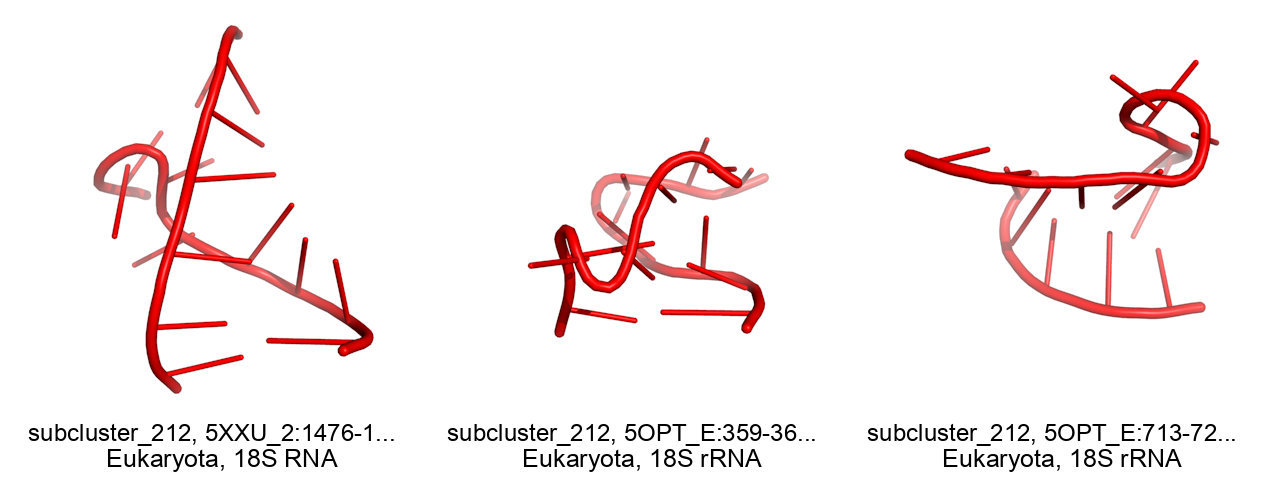 subcluster_212, 5XXU_2:1476-1...
Eukaryota, 18S RNA
subcluster_212, 5OPT_E:359-36...
Eukaryota, 18S rRNA
subcluster_212, 5OPT_E:713-72...
Eukaryota, 18S rRNA